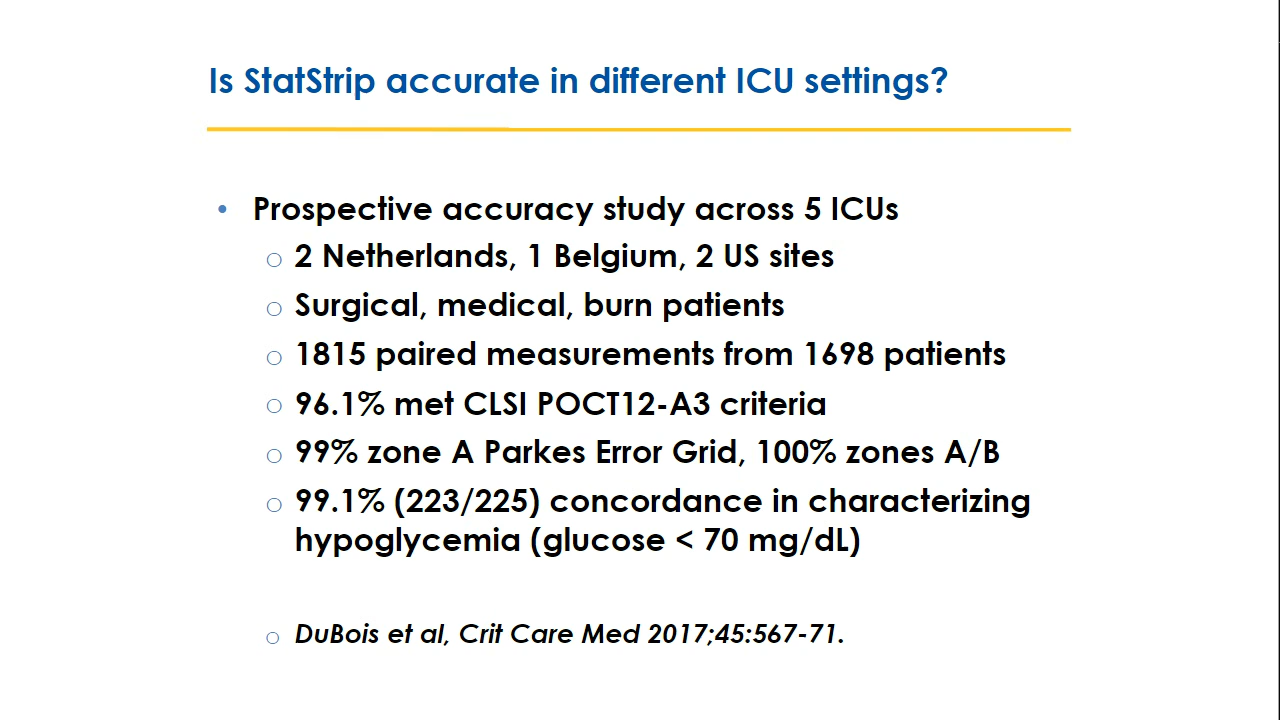 Is StatStrip accurate in different ICU settings?
• Prospective accuracy study across 5 ICUs
○ 2 Netherlands, 1 Belgium, 2 US sites
○ Surgical, medical, burn patients
○ 1815 paired measurements from 1698 patients
○ 96.1% met CLSI POCT12-A3 criteria
○ 99% zone A Parkes Error Grid, 100% zones A/B
○ 99.1% (223/225) concordance in characterizing
hypoglycemia (glucose < 70 mg/dL)
○ DuBois et al, Crit Care Med 2017;45:567-71.